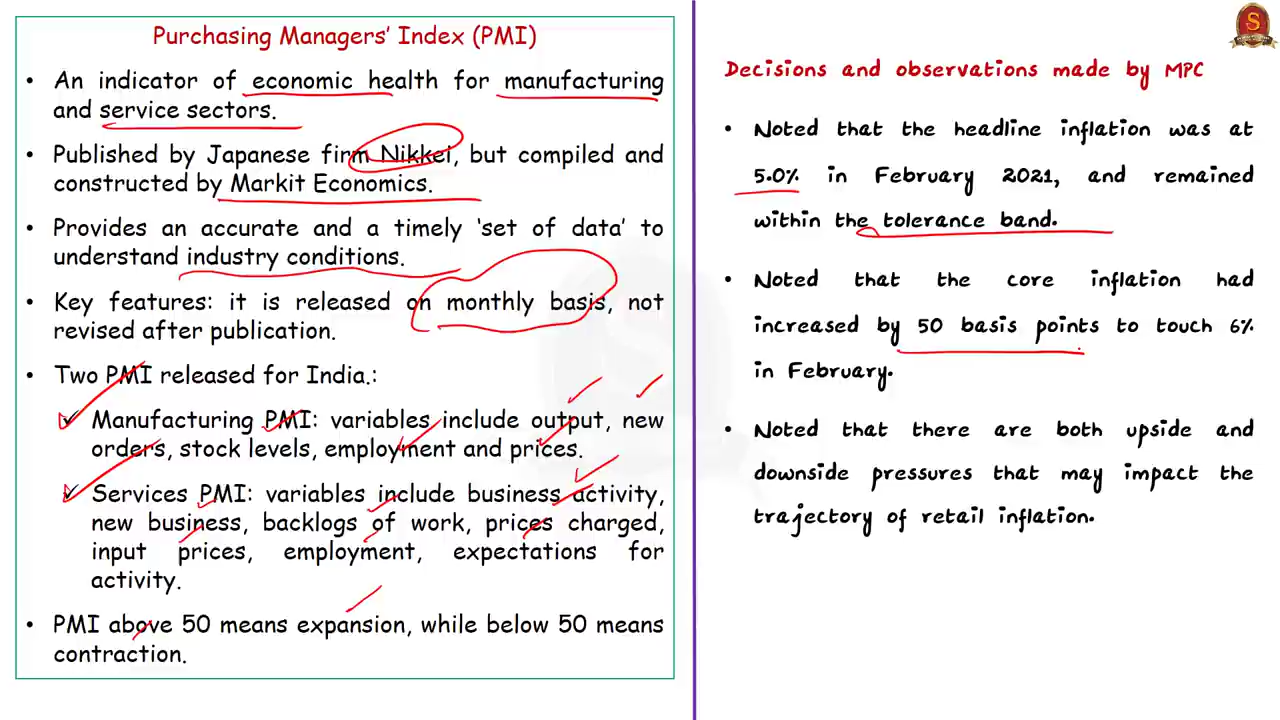 Purchasing Managers' Index (PMI)
• An indicator of economic health for manufacturing
and service sectors.
• Published by Japanese firm Nikkei, but compiled and
constructed by Markit Economics.
• Provides an accurate and a timely ‘set of data’ to
understand industry conditions.
• Key features: it is released on monthly basis, not
revised after publication.
• Two PMI released for India.:
✓ Manufacturing PMI: variables include output, new
orders, stock levels, employment and prices.
✓ Services PMI: variables include business activity,
new business, backlogs of work, prices charged,
input prices, employment, expectations for
activity.
• PMI above 50 means expansion, while below 50 means
contraction.
Decisions and observations made by MPC
• Noted that the headline inflation was at
5.0% in February 2021, and remained
within the tolerance band.
• Noted that the core inflation had
increased by 50 basis points to touch 6%
in February.
• Noted that there are both upside and
downside pressures that may impact the
trajectory of retail inflation.
S